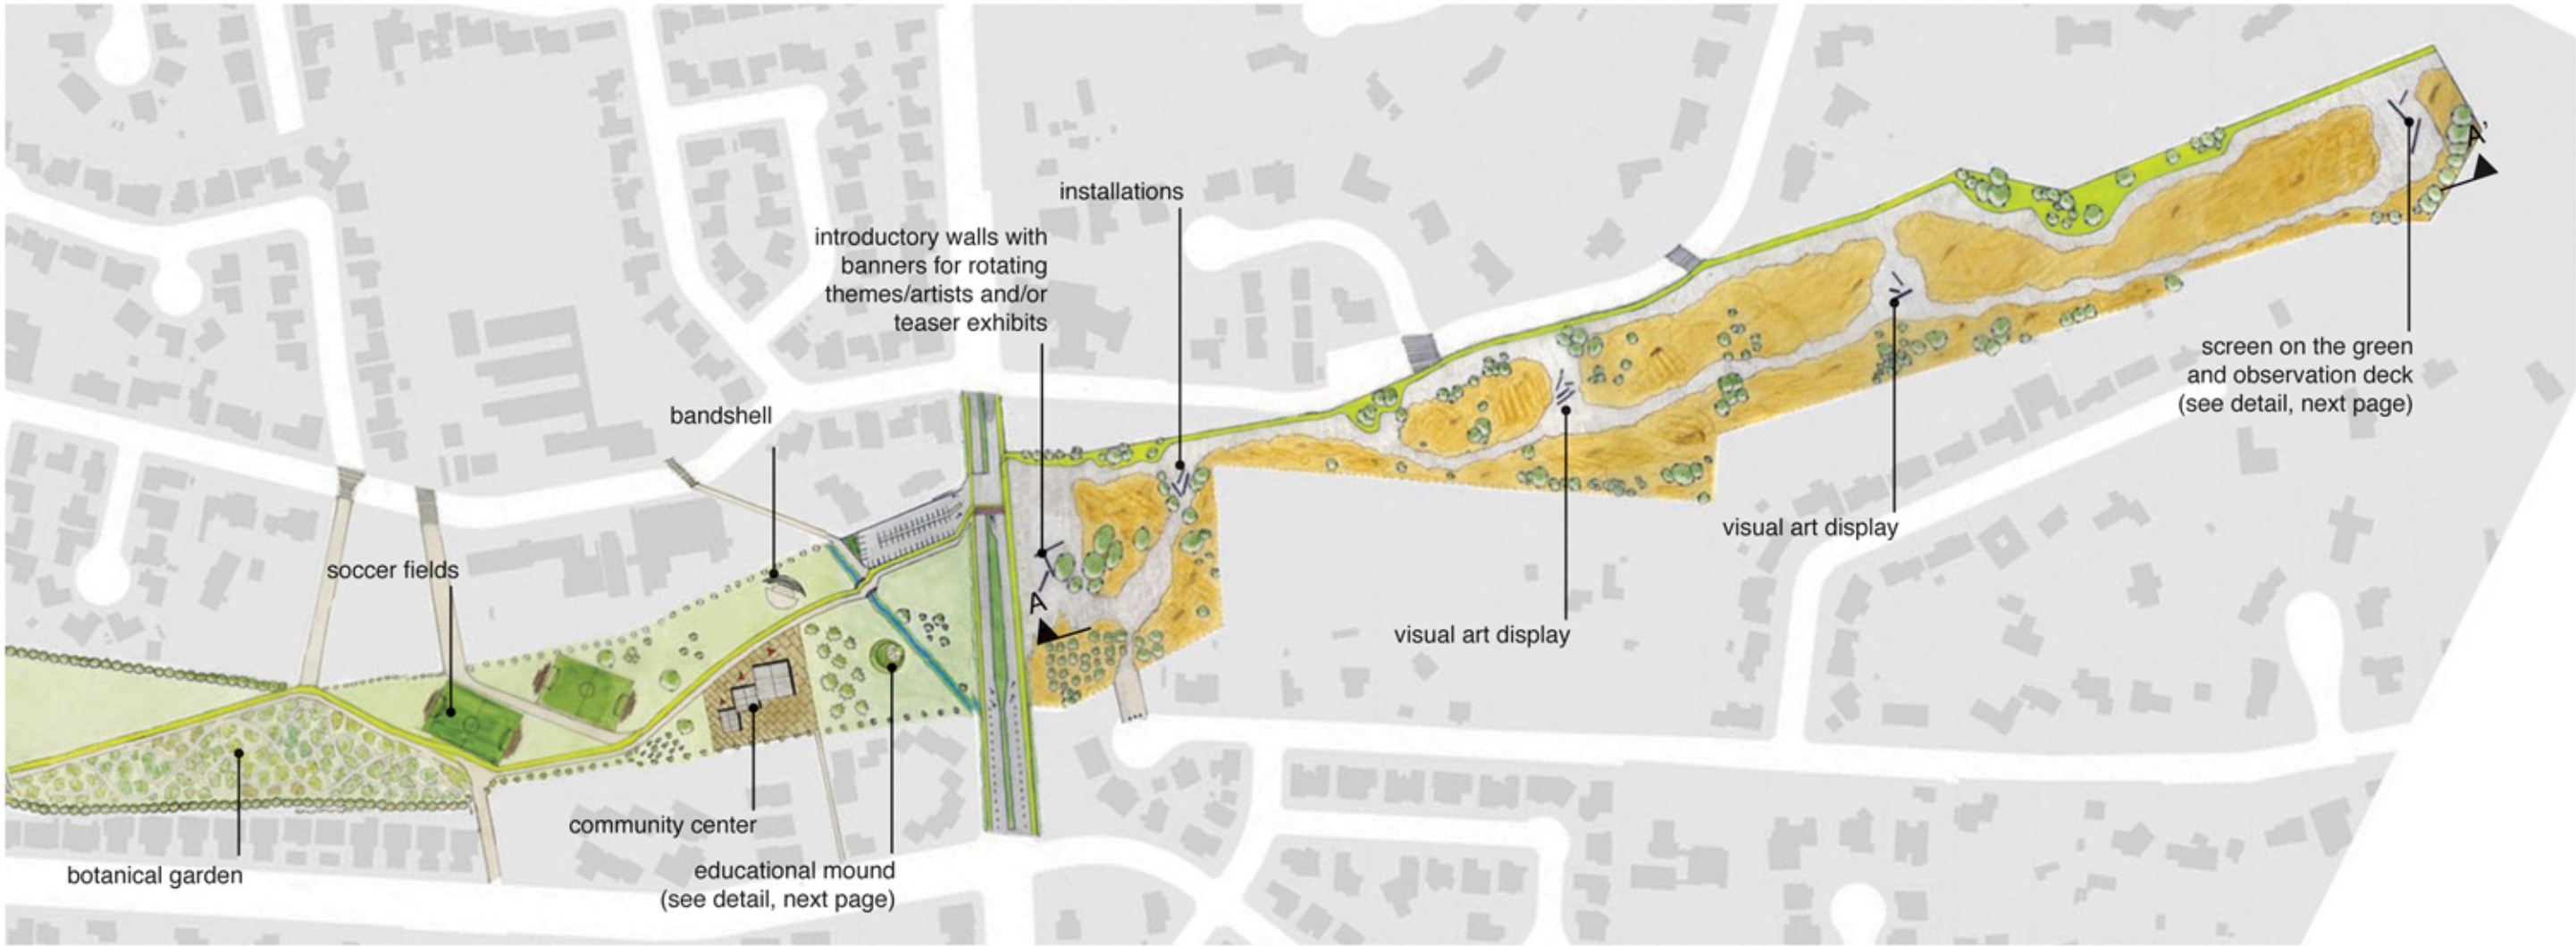 installations
introductory walls with
banners for rotating
themes/artists and/or
teaser exhibits
bandshell
soccer fields
botanical garden
community center
educational mound
(see detail, next page)
A
visual art display
visual art display
screen on the green
and observation deck
(see detail, next page)
A'